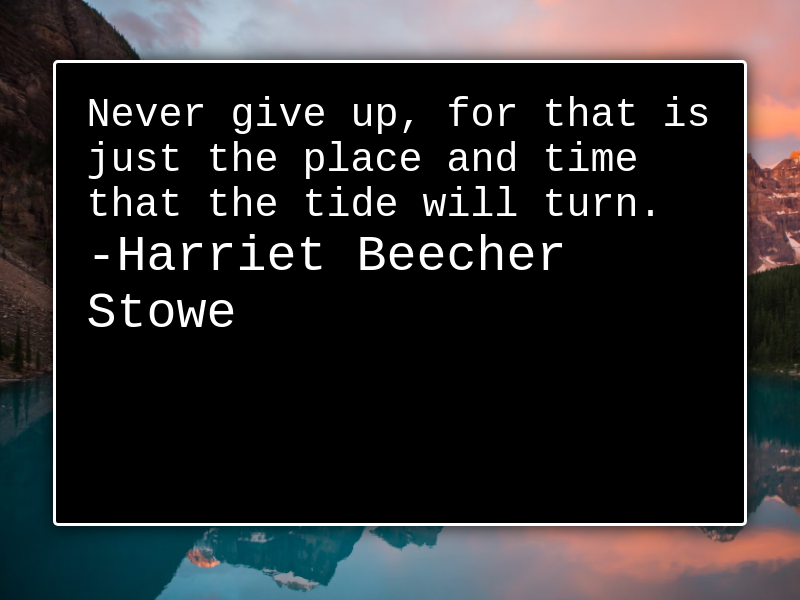 Never give up, for that is
just the place and time
that the tide will turn.
-Harriet Beecher
Stowe